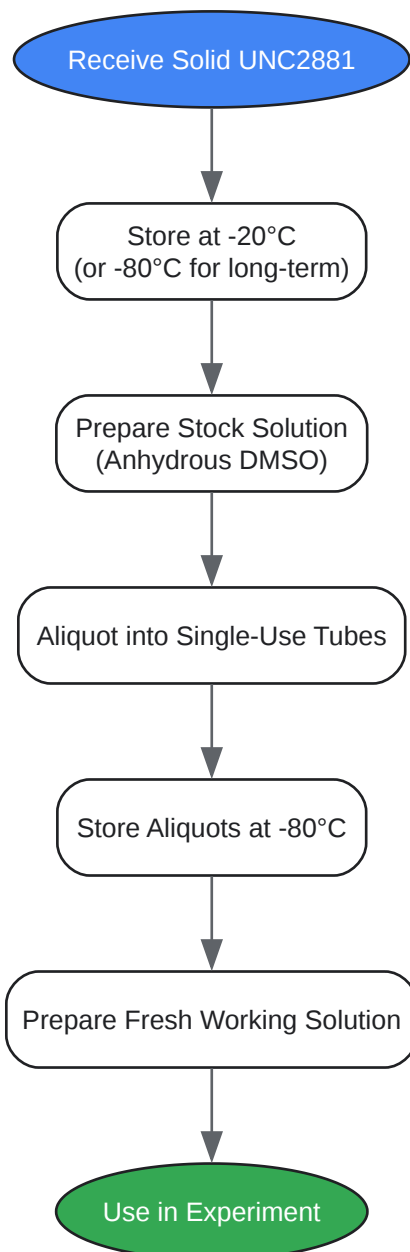 Receive Solid UNC2881
Store at -20°C
(or -80°C for long-term)
Prepare Stock Solution
(Anhydrous DMSO)
Aliquot into Single-Use Tubes
Store Aliquots at -80°C
Prepare Fresh Working Solution
Use in Experiment